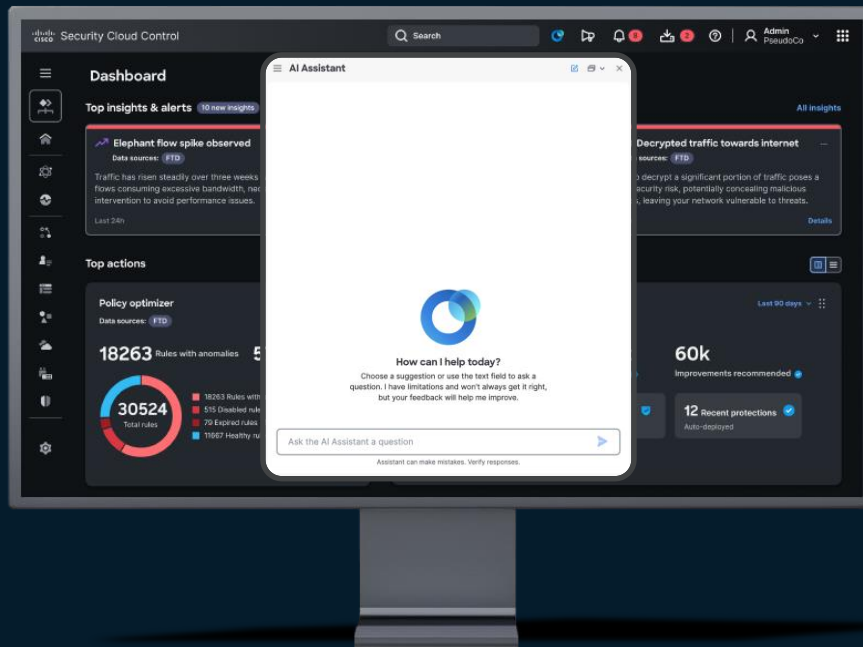 cisco Security Cloud Control
Search
8
2
Admin
PseudoCo
Dashboard
Top insights & alerts 10 new insights
All insights
Elephant flow spike observed
Data sources: FTD
Traffic has risen steadily over three weeks
flows consuming excessive bandwidth,
intervention to avoid performance issues.
Last 24h
Decrypted traffic towards internet
sources: FTD
decrypt a significant portion of traffic poses a
security risk, potentially concealing malicious
leaving your network vulnerable to threats.
Details
Top actions
Policy optimizer
Data sources: FTD
18263 Rules with anomalies 5
30524
Total rules
18263 Rules with
515 Disabled
79 Expired rules
11667 Healthy
Last 90 days
60k
Improvements recommended
12 Recent protections
Auto-deployed
AI Assistant
How can I help today?
Choose a suggestion or use the text field to ask a
question. I have limitations and won't always get it right,
but your feedback will help me improve.
Ask the AI Assistant a question
Assistant can make mistakes. Verify responses.